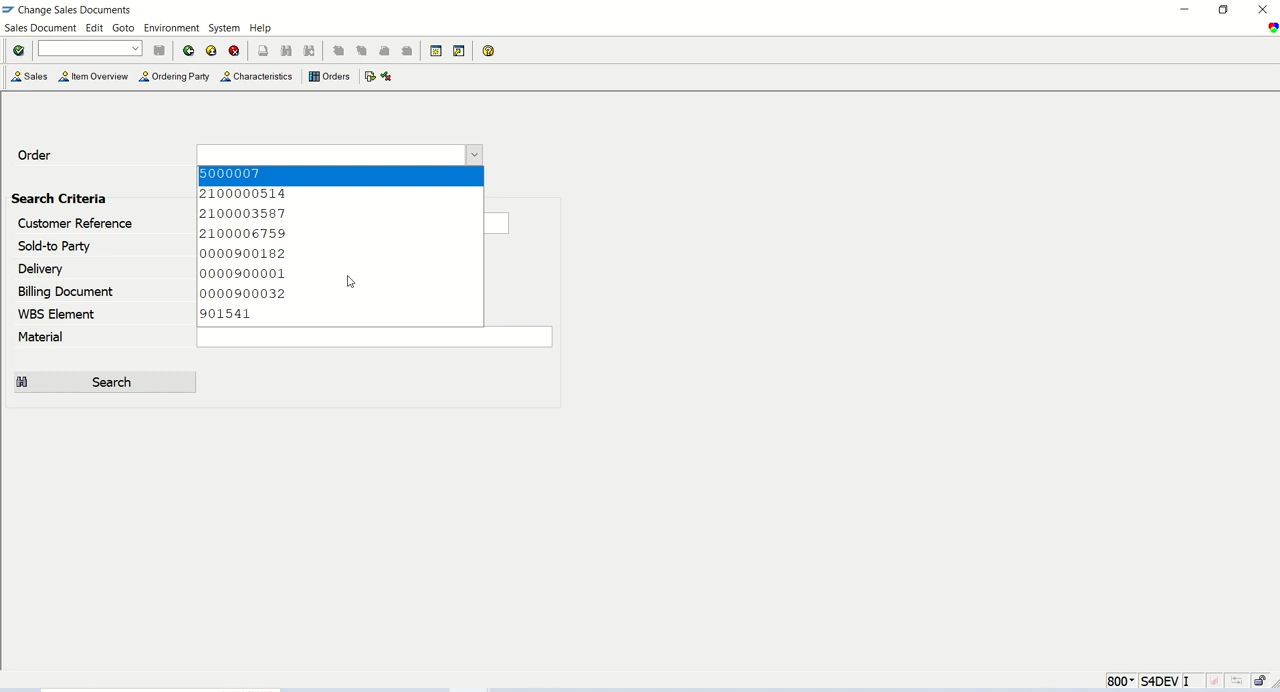 Change Sales Documents
Sales Document Edit Goto Environment System Help
Sales Item Overview Ordering Party Characteristics Orders
Order
5000007
2100000514
2100003587
2100006759
0000900182
0000900001
0000900032
901541
Search Criteria
Customer Reference
Sold-to Party
Delivery
Billing Document
WBS Element
Material
Search
800 S4DEV I